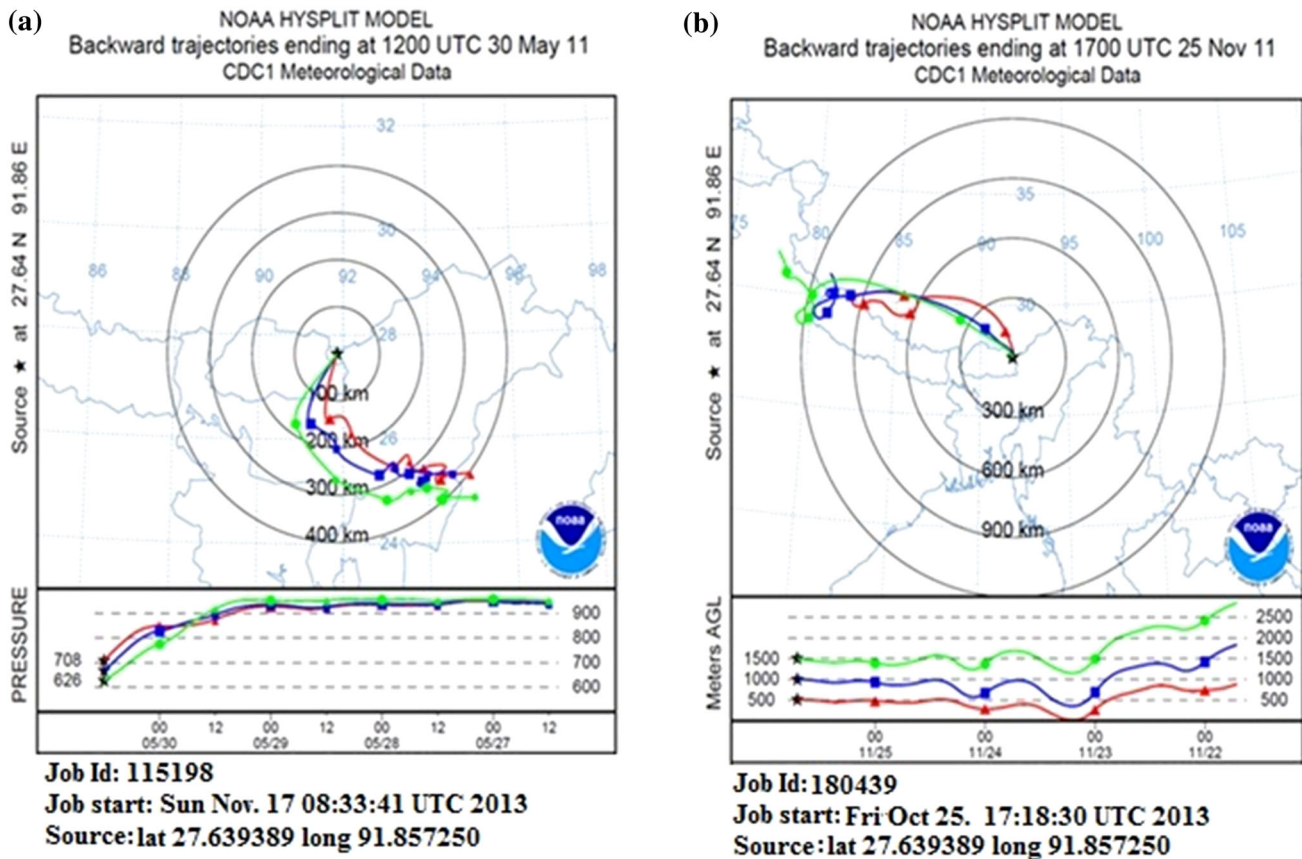 (a)
NOAA HYSPLIT MODEL
Backward trajectories ending at 1200 UTC 30 May 11
CDC1 Meteorological Data
Source ★ at 27.64 N 91.86 E
32
30
86
90
92
96
98
28
100 km
200 km
26
300 km
400 km
24
noaa
PRESSURE
708
626
900
800
700
600
00 12 00 12 00 12 00 12
05/30 05/29 05/28 05/27
Job Id: 115198
Job start: Sun Nov. 17 08:33:41 UTC 2013
Source: lat 27.639389 long 91.857250
(b)
NOAA HYSPLIT MODEL
Backward trajectories ending at 1700 UTC 25 Nov 11
CDC1 Meteorological Data
Source ★ at 27.64 N 91.86 E
35
75
80
85
90
95
100
105
30
300 km
600 km
900 km
noaa
Meters AGL
1500
1000
500
2500
2000
1500
1000
500
00 00 00 00
11/25 11/24 11/23 11/22
Job Id: 180439
Job start: Fri Oct 25. 17:18:30 UTC 2013
Source: lat 27.639389 long 91.857250